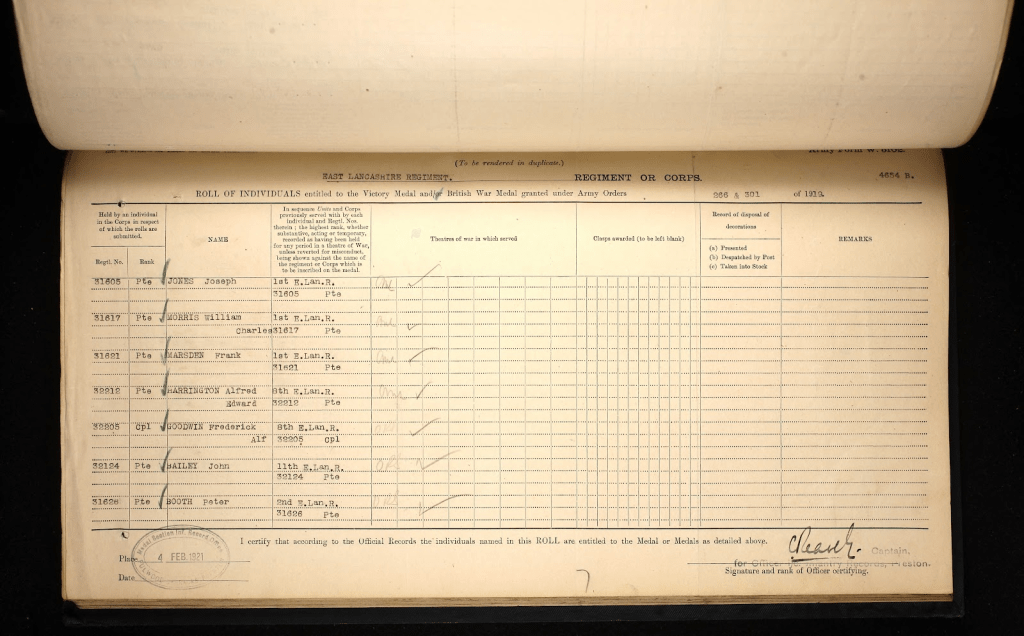 (To be rendered in duplicate.)
EAST LANCASHIRE REGIMENT. REGIMENT OR CORPS. 4654 B.
ROLL OF INDIVIDUALS entitled to the Victory Medal and/or British War Medal granted under Army Orders 266 & 301 of 1919.
Held by an individual
in the Corps in respect
of which the rolls are
submitted.
Regtl. No. Rank
NAME
In sequence Units and Corps
previously served with by each
individual and Regtl. Nos.
therein; the highest rank, whether
substantive, acting or temporary,
recorded as having been held
for any period in a theatre of War,
unless reverted for misconduct,
being shown against the name of
the regiment or Corps which is
to be inscribed on the medal.
Theatres of war in which served
Clasps awarded (to be left blank)
Record of disposal of
decorations
(a) Presented
(b) Despatched by Post
(c) Taken into Stock
REMARKS
31605 Pte JONES Joseph 1st E.Lan.R.
31605 Pte
31617 Pte MORRIS William 1st E.Lan.R.
Charles 31617 Pte
31621 Pte MARSDEN Frank 1st E.Lan.R.
31621 Pte
32212 Pte HARRINGTON Alfred 8th E.Lan.R.
Edward 32212 Pte
32205 Cpl GOODWIN Frederick 8th E.Lan.R.
Alf 32205 Cpl
32124 Pte BAILEY John 11th E.Lan.R.
32124 Pte
31626 Pte BOOTH Peter 2nd E.Lan.R.
31626 Pte
I certify that according to the Official Records the individuals named in this ROLL are entitled to the Medal or Medals as detailed above.
4 FEB. 1921
Place
Captain.
for Officer Infantry Records, Preston.
Date
Signature and rank of Officer certifying.
7